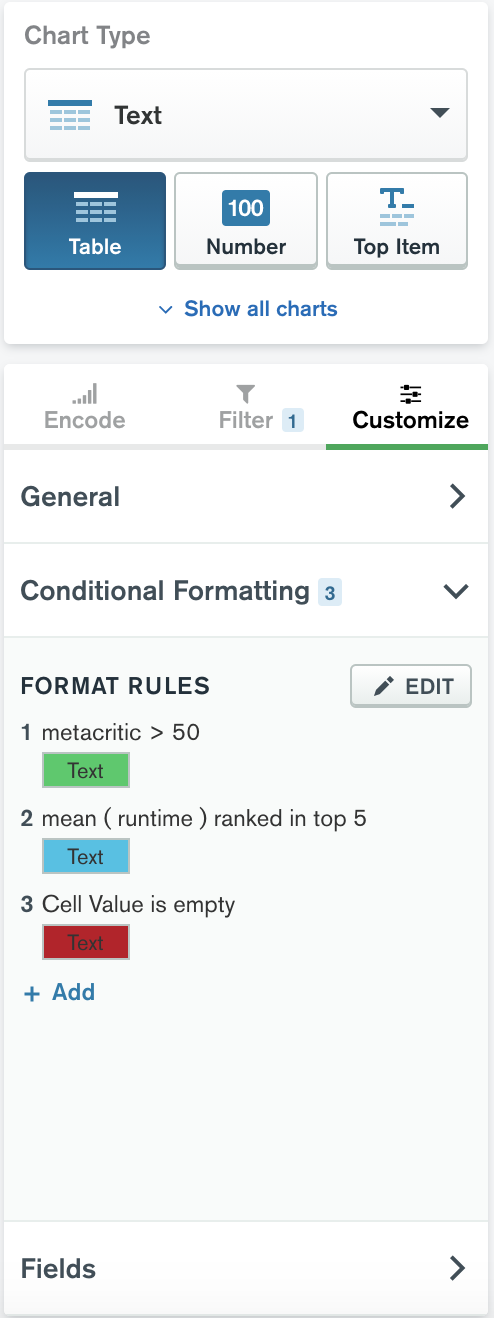 Chart Type
Text
100
Table Number Top Item
Show all charts
Encode Filter 1 Customize
General
Conditional Formatting 3
FORMAT RULES EDIT
1 metacritic > 50
Text
2 mean ( runtime ) ranked in top 5
Text
3 Cell Value is empty
Text
+ Add
Fields